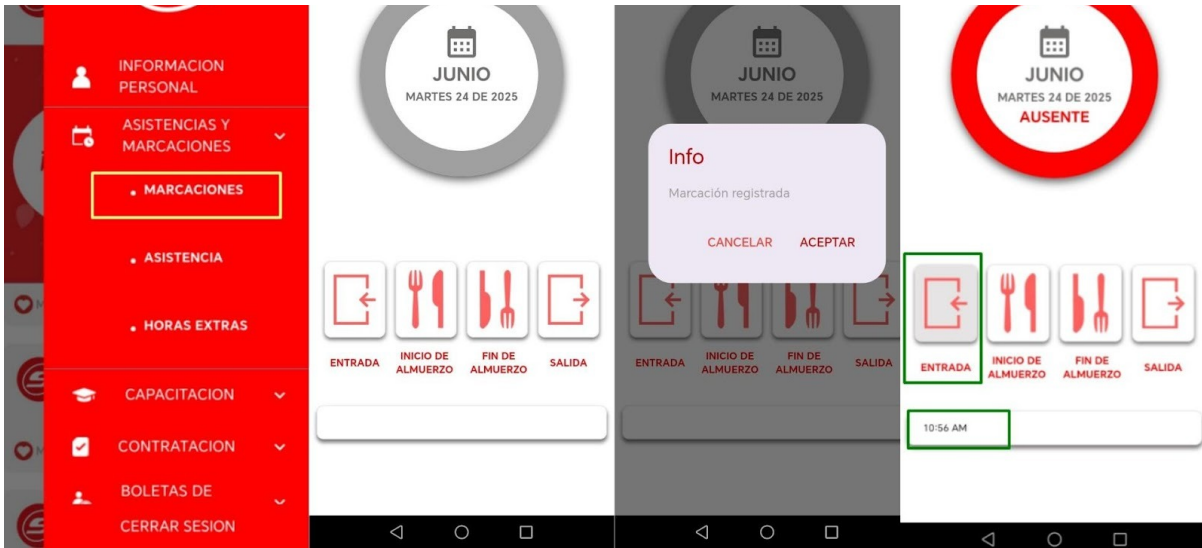 INFORMACION
PERSONAL
ASISTENCIAS Y
MARCACIONES
• MARCACIONES
• ASISTENCIA
• HORAS EXTRAS
CAPACITACION
CONTRATACION
BOLETAS DE
CERRAR SESION
JUNIO
MARTES 24 DE 2025
ENTRADA
INICIO DE
ALMUERZO
FIN DE
ALMUERZO
SALIDA
JUNIO
MARTES 24 DE 2025
Info
Marcación registrada
CANCELAR ACEPTAR
ENTRADA
INICIO DE
ALMUERZO
FIN DE
ALMUERZO
SALIDA
JUNIO
MARTES 24 DE 2025
AUSENTE
ENTRADA
INICIO DE
ALMUERZO
FIN DE
ALMUERZO
SALIDA
10:56 AM